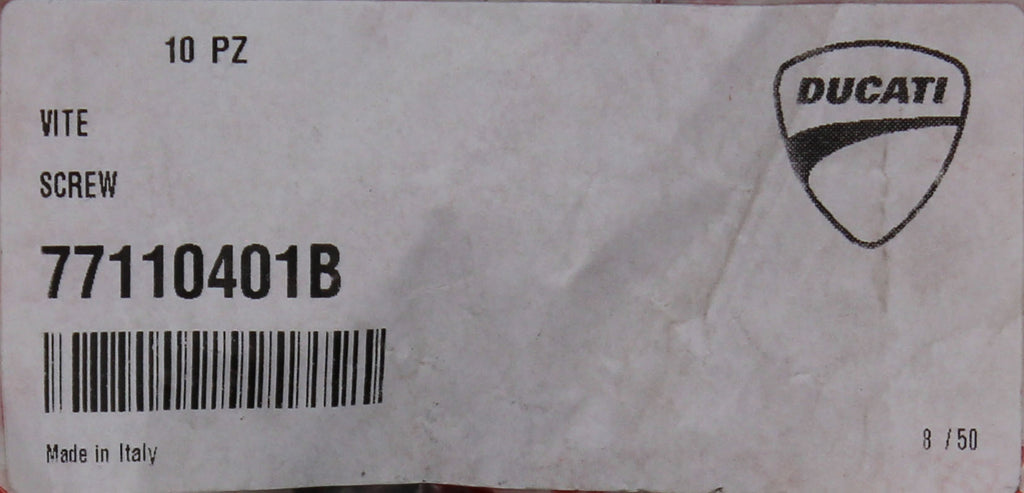 10 PZ
DUCATI
VITE
SCREW
77110401B
Made in Italy
8 / 50